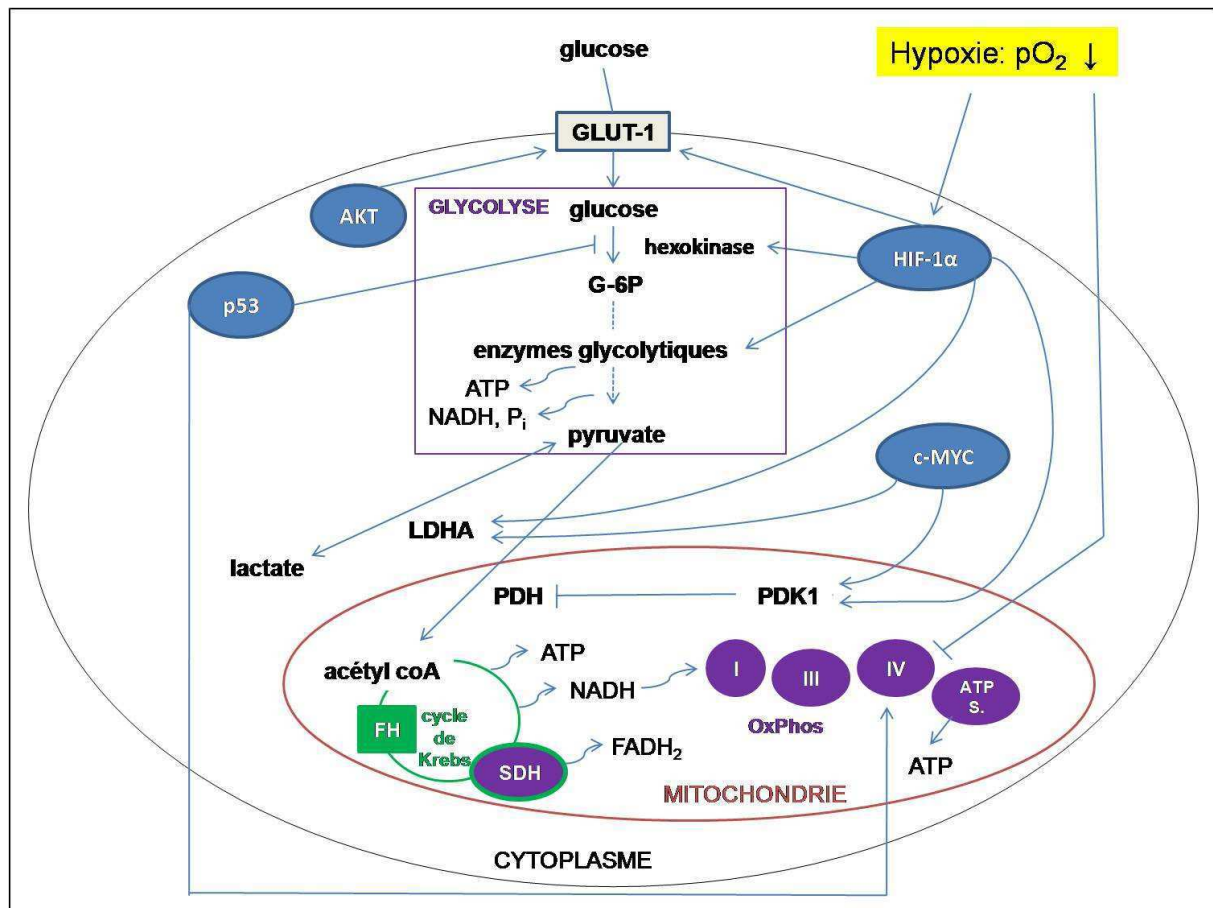 glucose
Hypoxie: pO₂ ↓
GLUT-1
AKT
GLYCOLYSE
glucose
hexokinase
HIF-1α
p53
G-6P
enzymes glycolytiques
ATP
NADH, Pᵢ
pyruvate
c-MYC
LDHA
lactate
PDH
PDK1
acétyl coA
ATP
NADH
I
III
IV
ATP
S.
FH
cycle
de
Krebs
OxPhos
SDH
FADH₂
ATP
MITOCHONDRIE
CYTOPLASME